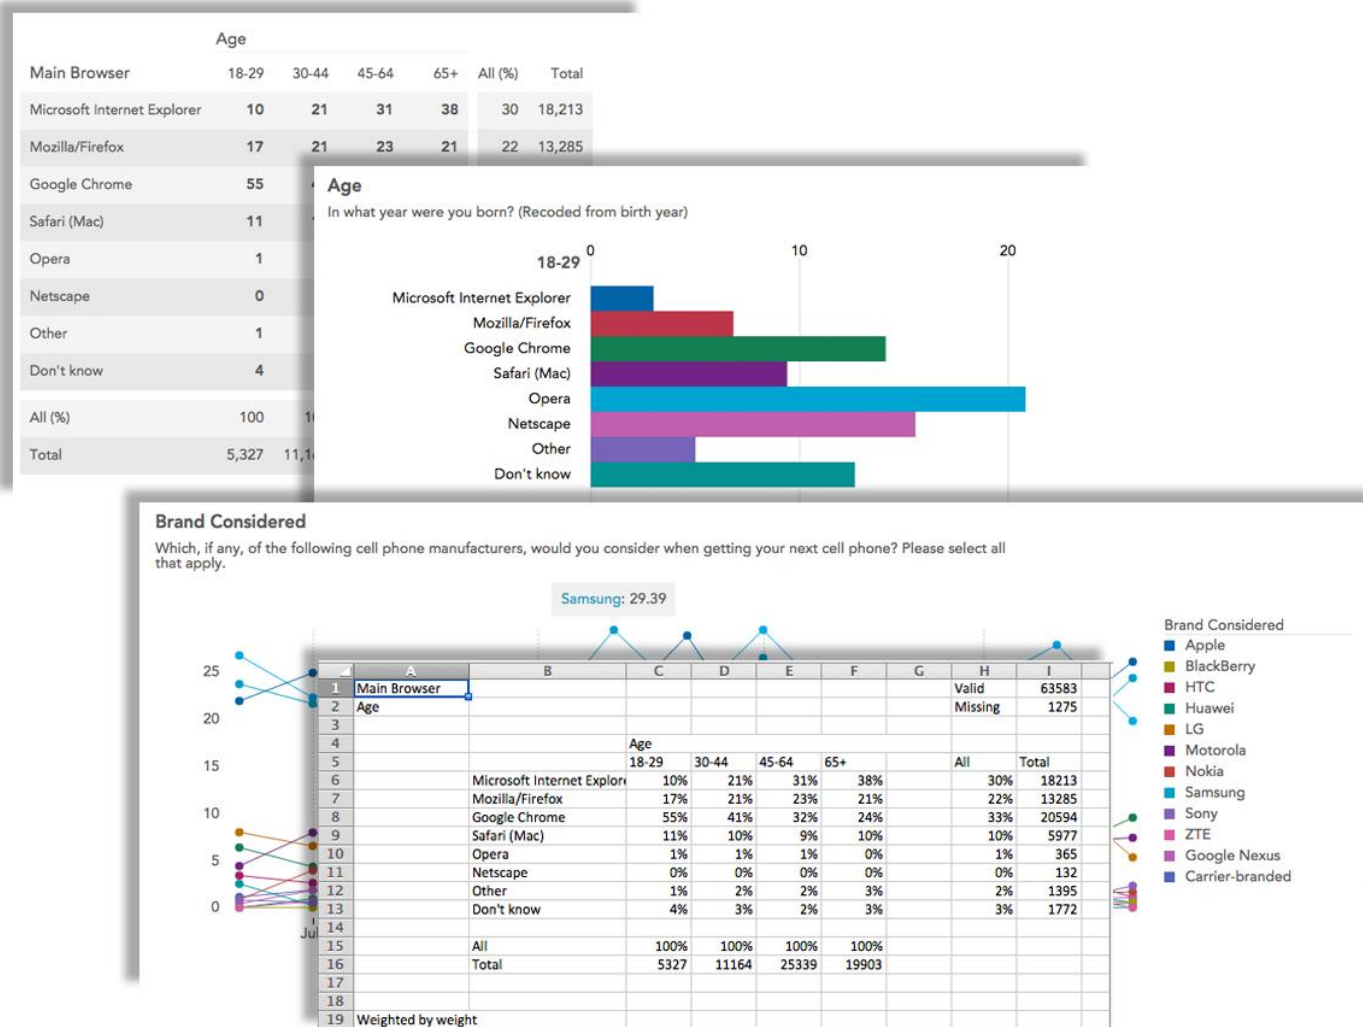 Age
Main Browser 18-29 30-44 45-64 65+ All (%) Total
Microsoft Internet Explorer 10 21 31 38 30 18,213
Mozilla/Firefox 17 21 23 21 22 13,285
Google Chrome 55
Safari (Mac) 11
Opera 1
Netscape 0
Other 1
Don't know 4
All (%) 100
Total 5,327
Age
In what year were you born? (Recoded from birth year)
0 10 20
18-29
Microsoft Internet Explorer
Mozilla/Firefox
Google Chrome
Safari (Mac)
Opera
Netscape
Other
Don't know
Brand Considered
Which, if any, of the following cell phone manufacturers, would you consider when getting your next cell phone? Please select all
that apply.
Samsung: 29.39
25
20
15
10
5
0
A B C D E F G H I
1 Main Browser Valid 63583
2 Age Missing 1275
3
4 Age
5 18-29 30-44 45-64 65+ All Total
6 Microsoft Internet Explore 10% 21% 31% 38% 30% 18213
7 Mozilla/Firefox 17% 21% 23% 21% 22% 13285
8 Google Chrome 55% 41% 32% 24% 33% 20594
9 Safari (Mac) 11% 10% 9% 10% 10% 5977
10 Opera 1% 1% 1% 0% 1% 365
11 Netscape 0% 0% 0% 0% 0% 132
12 Other 1% 2% 2% 3% 2% 1395
13 Don't know 4% 3% 2% 3% 3% 1772
14
15 All 100% 100% 100% 100%
16 Total 5327 11164 25339 19903
17
18
19 Weighted by weight
Brand Considered
Apple
BlackBerry
HTC
Huawei
LG
Motorola
Nokia
Samsung
Sony
ZTE
Google Nexus
Carrier-branded